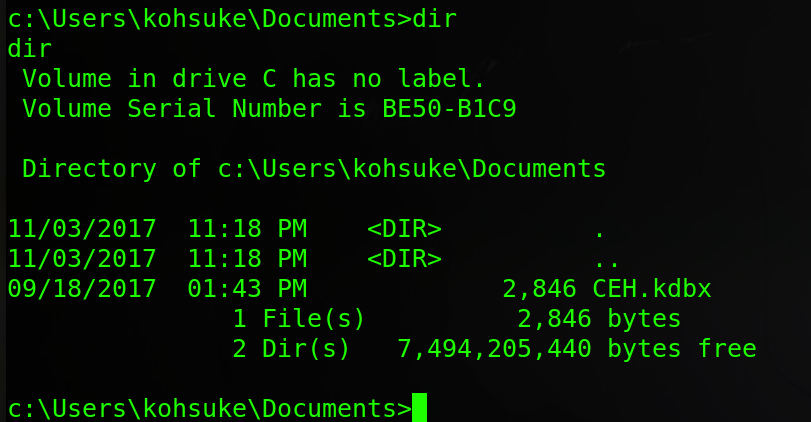 c:\Users\kohsuke\Documents>dir
dir
 Volume in drive C has no label.
 Volume Serial Number is BE50-B1C9
 Directory of c:\Users\kohsuke\Documents
11/03/2017  11:18 PM    <DIR>          .
11/03/2017  11:18 PM    <DIR>          ..
09/18/2017  01:43 PM             2,846 CEH.kdbx
               1 File(s)          2,846 bytes
               2 Dir(s)   7,494,205,440 bytes free
c:\Users\kohsuke\Documents>